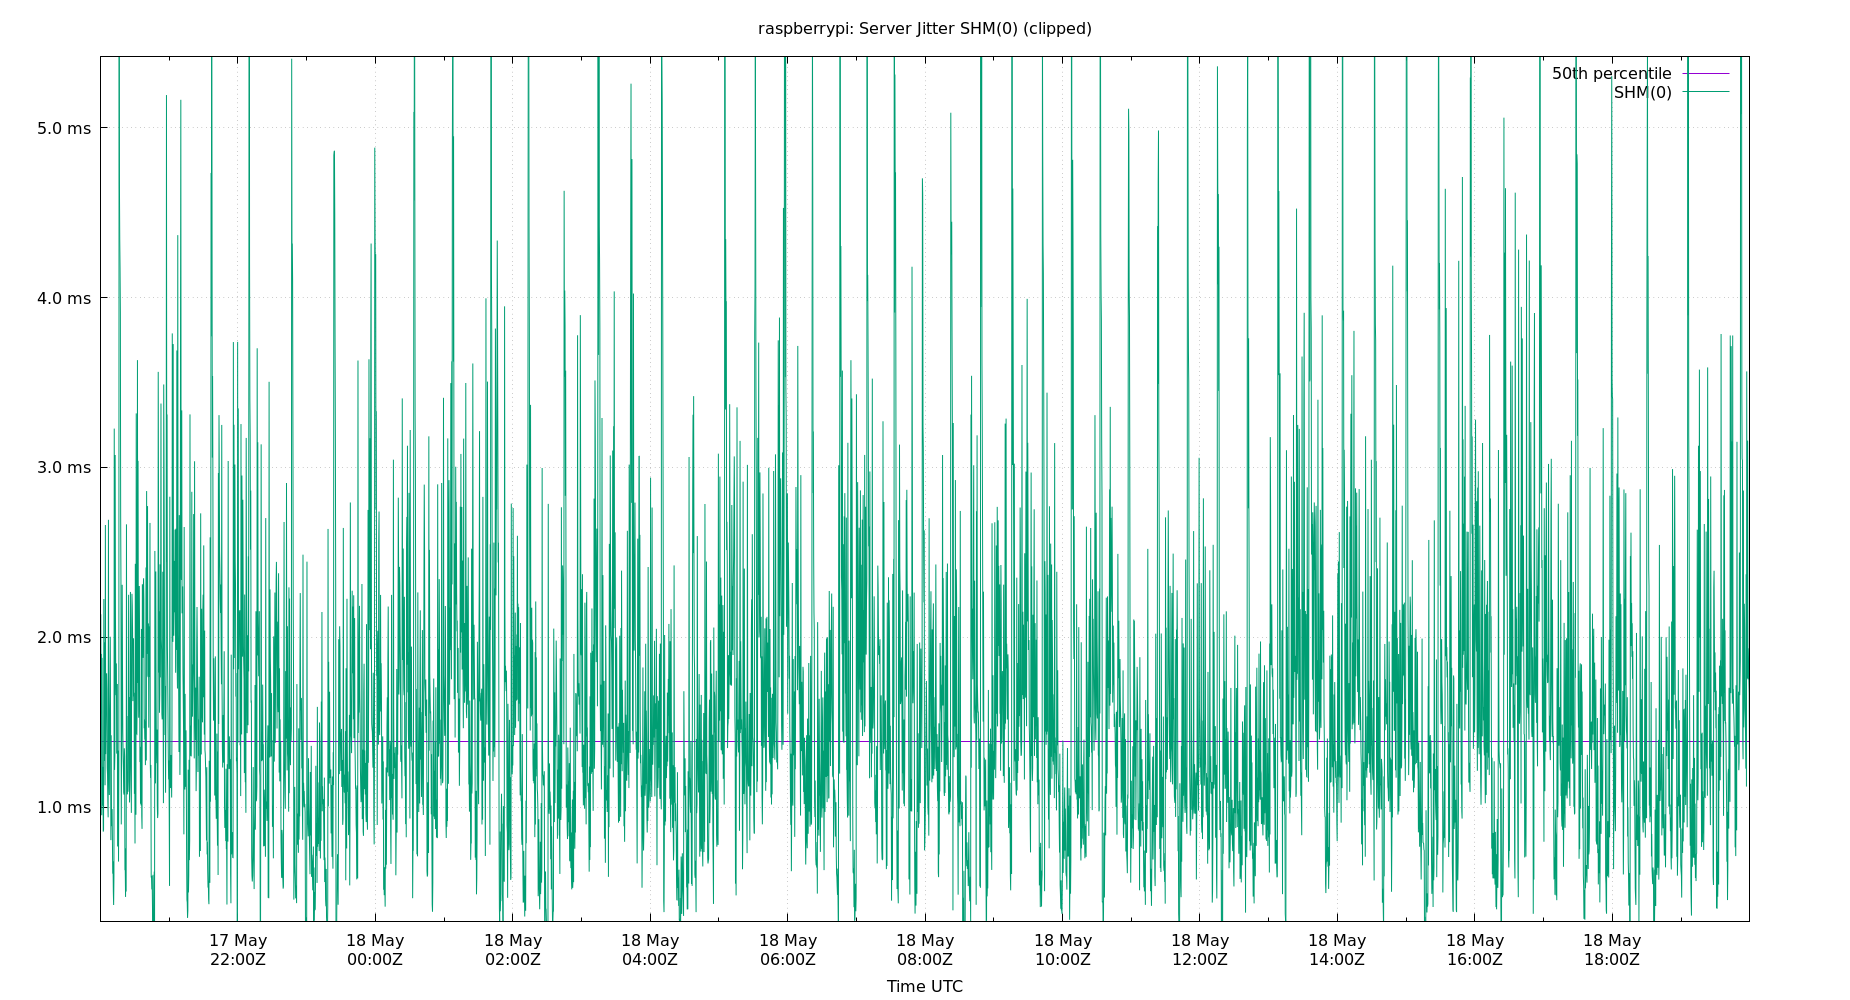 raspberrypi: Server Jitter SHM(0) (clipped)
50th percentile
SHM(0)
5.0 ms
4.0 ms
3.0 ms
2.0 ms
1.0 ms
17 May 18 May 18 May 18 May 18 May 18 May 18 May 18 May 18 May 18 May 18 May
22:00Z 00:00Z 02:00Z 04:00Z 06:00Z 08:00Z 10:00Z 12:00Z 14:00Z 16:00Z 18:00Z
Time UTC